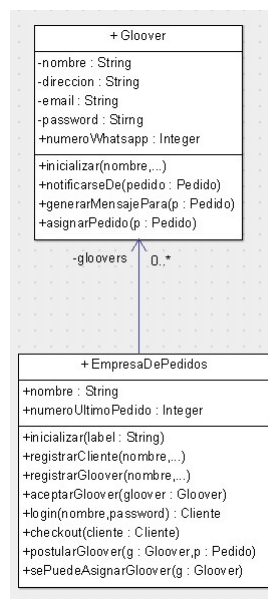 + Gloover
-nombre : String
-direccion : String
-email : String
-password : Stirng
+numeroWhatsapp : Integer
+inicializar(nombre,...)
+notificarseDe(pedido : Pedido)
+generarMensajePara(p : Pedido)
+asignarPedido(p : Pedido)
-gloovers 0..*
+ EmpresaDePedidos
+nombre : String
+numeroUltimoPedido : Integer
+inicializar(label : String)
+registrarCliente(nombre,...)
+registrarGloover(nombre,...)
+aceptarGloover(gloover : Gloover)
+login(nombre,password) : Cliente
+checkout(cliente : Cliente)
+postularGloover(g : Gloover,p : Pedido)
+sePuedeAsignarGloover(g : Gloover)